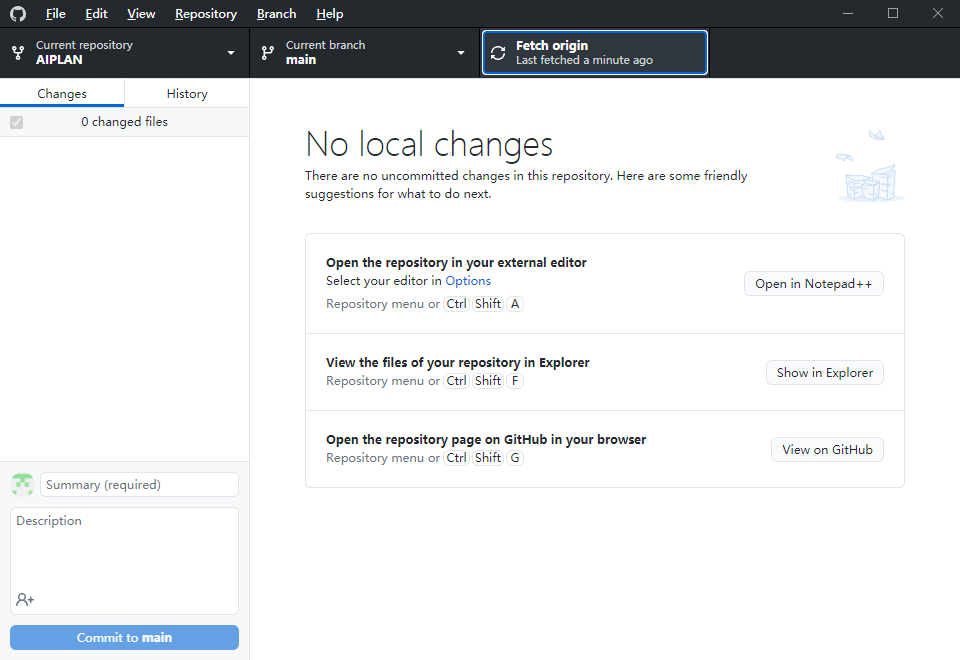 File Edit View Repository Branch Help
Current repository
AIPLAN
Current branch
main
Fetch origin
Last fetched a minute ago
Changes
History
0 changed files
No local changes
There are no uncommitted changes in this repository. Here are some friendly
suggestions for what to do next.
Open the repository in your external editor
Select your editor in Options
Repository menu or Ctrl Shift A
Open in Notepad++
View the files of your repository in Explorer
Repository menu or Ctrl Shift F
Show in Explorer
Open the repository page on GitHub in your browser
Repository menu or Ctrl Shift G
View on GitHub
Summary (required)
Description
Commit to main